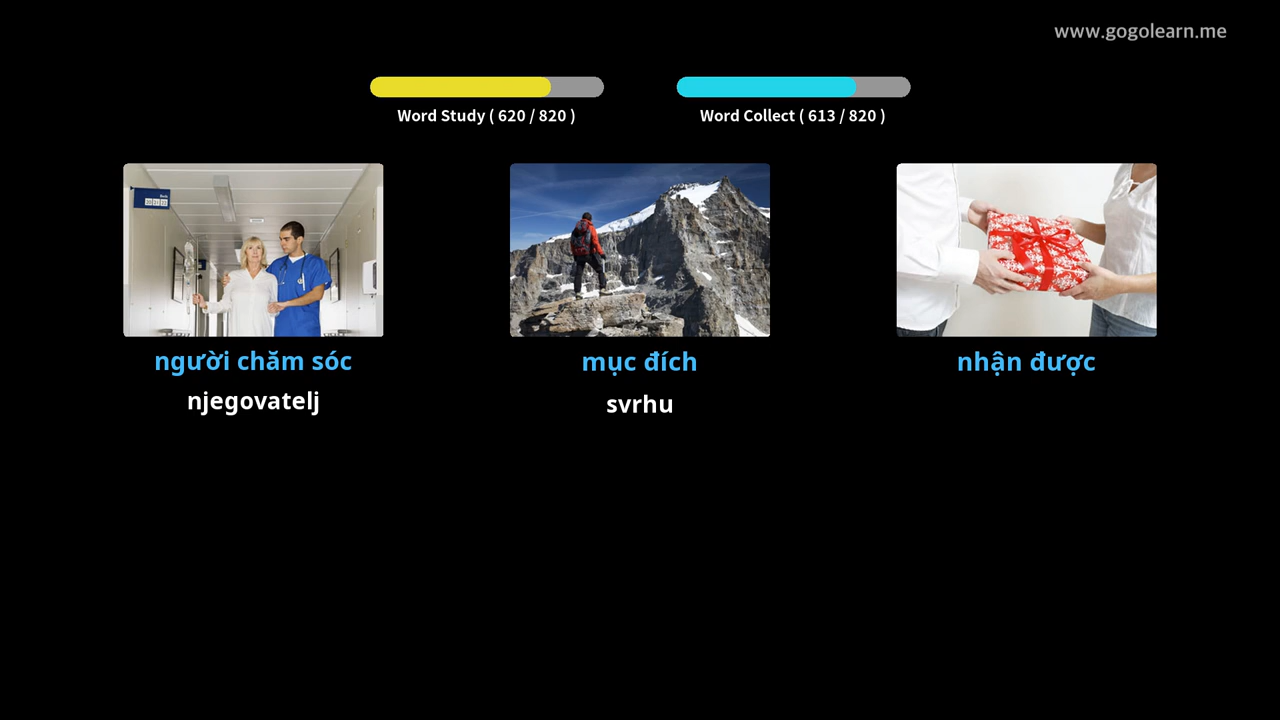 www.gogolearn.me
Word Study ( 620 / 820 )
Word Collect ( 613 / 820 )
người chăm sóc
mục đích
nhận được
njegovatelj
svrhu